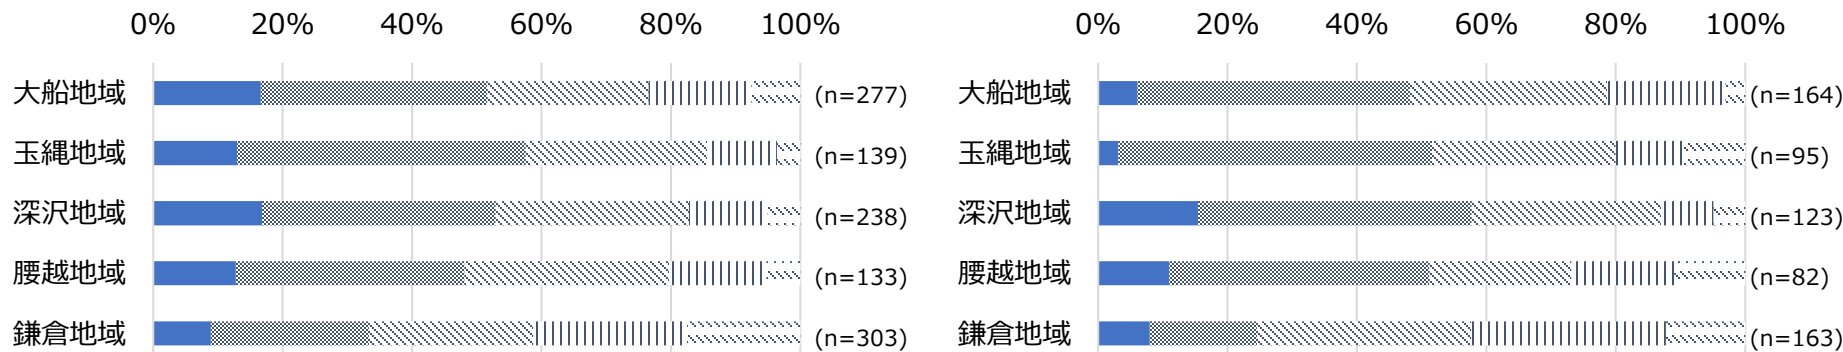 0% 20% 40% 60% 80% 100%
大船地域 (n=277)
玉縄地域 (n=139)
深沢地域 (n=238)
腰越地域 (n=133)
鎌倉地域 (n=303)
0% 20% 40% 60% 80% 100%
大船地域 (n=164)
玉縄地域 (n=95)
深沢地域 (n=123)
腰越地域 (n=82)
鎌倉地域 (n=163)